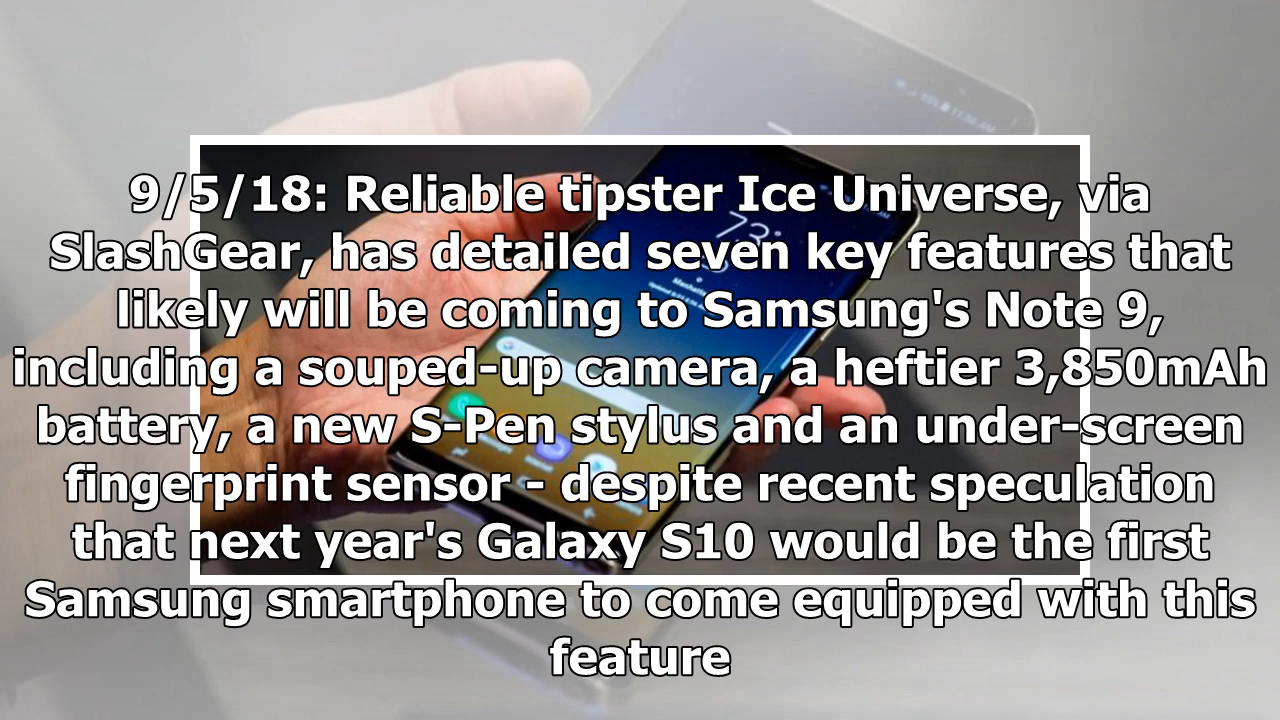 9/5/18: Reliable tipster Ice Universe, via
SlashGear, has detailed seven key features that
likely will be coming to Samsung's Note 9,
including a souped-up camera, a heftier 3,850mAh
battery, a new S-Pen stylus and an under-screen
fingerprint sensor - despite recent speculation
that next year's Galaxy S10 would be the first
Samsung smartphone to come equipped with this
feature
73°